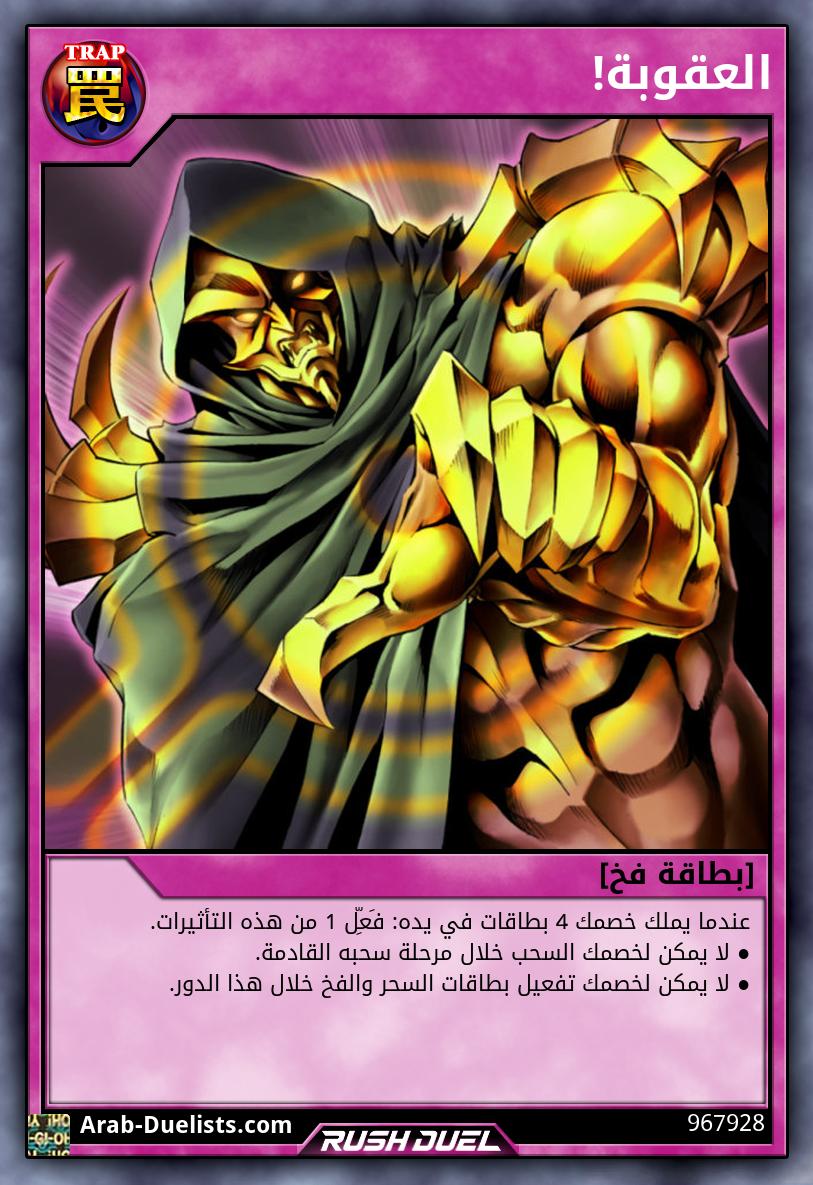 TRAP
罠
العقوبة!
[بطاقة فخ]
عندما يملك خصمك 4 بطاقات في يده: فَعِّل 1 من هذه التأثيرات.
● لا يمكن لخصمك السحب خلال مرحلة سحبه القادمة.
● لا يمكن لخصمك تفعيل بطاقات السحر والفخ خلال هذا الدور.
Arab-Duelists.com
RUSH DUEL
967928